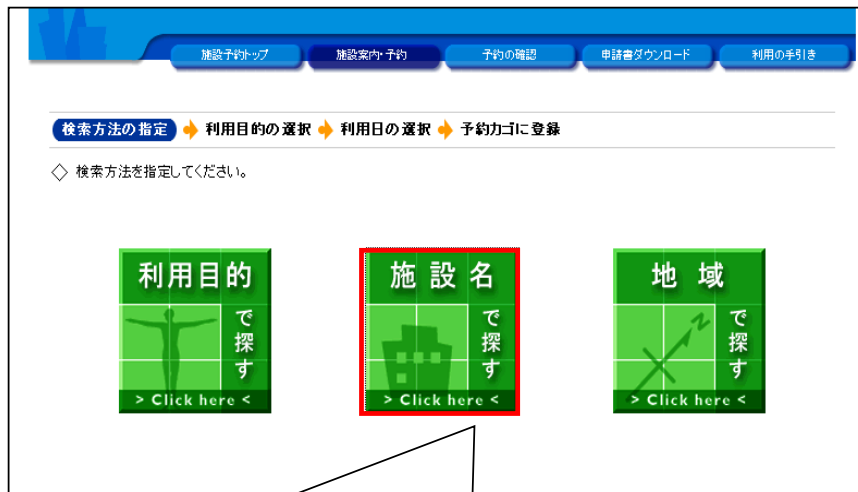 施設予約トップ 施設案内・予約 予約の確認 申請書ダウンロード 利用の手引き
検索方法の指定 利用目的の選択 利用日の選択 予約カゴに登録
◇ 検索方法を指定してください。
利用目的
で探す
> Click here <
施設名
で探す
> Click here <
地域
で探す
> Click here <